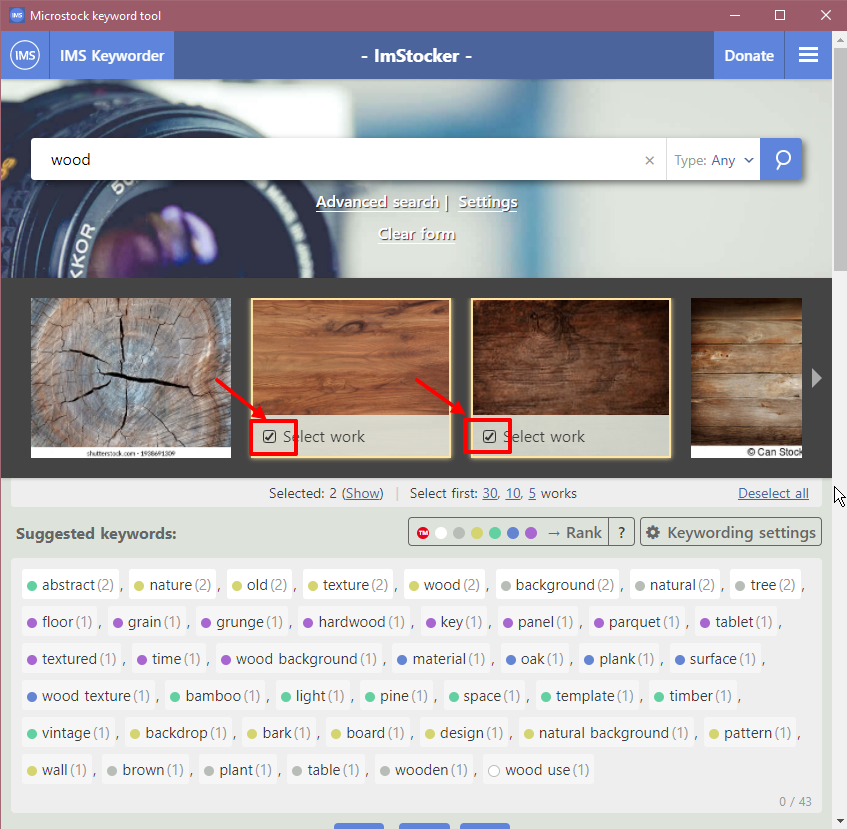 Microstock keyword tool
IMS IMS Keyworder - ImStocker - Donate
wood × Type: Any
Advanced search | Settings
Clear form
shutterstock.com · 1938691309
© Can Stock
Select work Select work
Selected: 2 (Show) | Select first: 30, 10, 5 works Deselect all
Suggested keywords: TM → Rank ? Keywording settings
abstract (2) , nature (2) , old (2) , texture (2) , wood (2) , background (2) , natural (2) , tree (2) ,
floor (1) , grain (1) , grunge (1) , hardwood (1) , key (1) , panel (1) , parquet (1) , tablet (1) ,
textured (1) , time (1) , wood background (1) , material (1) , oak (1) , plank (1) , surface (1) ,
wood texture (1) , bamboo (1) , light (1) , pine (1) , space (1) , template (1) , timber (1) ,
vintage (1) , backdrop (1) , bark (1) , board (1) , design (1) , natural background (1) , pattern (1) ,
wall (1) , brown (1) , plant (1) , table (1) , wooden (1) , wood use (1)
0 / 43